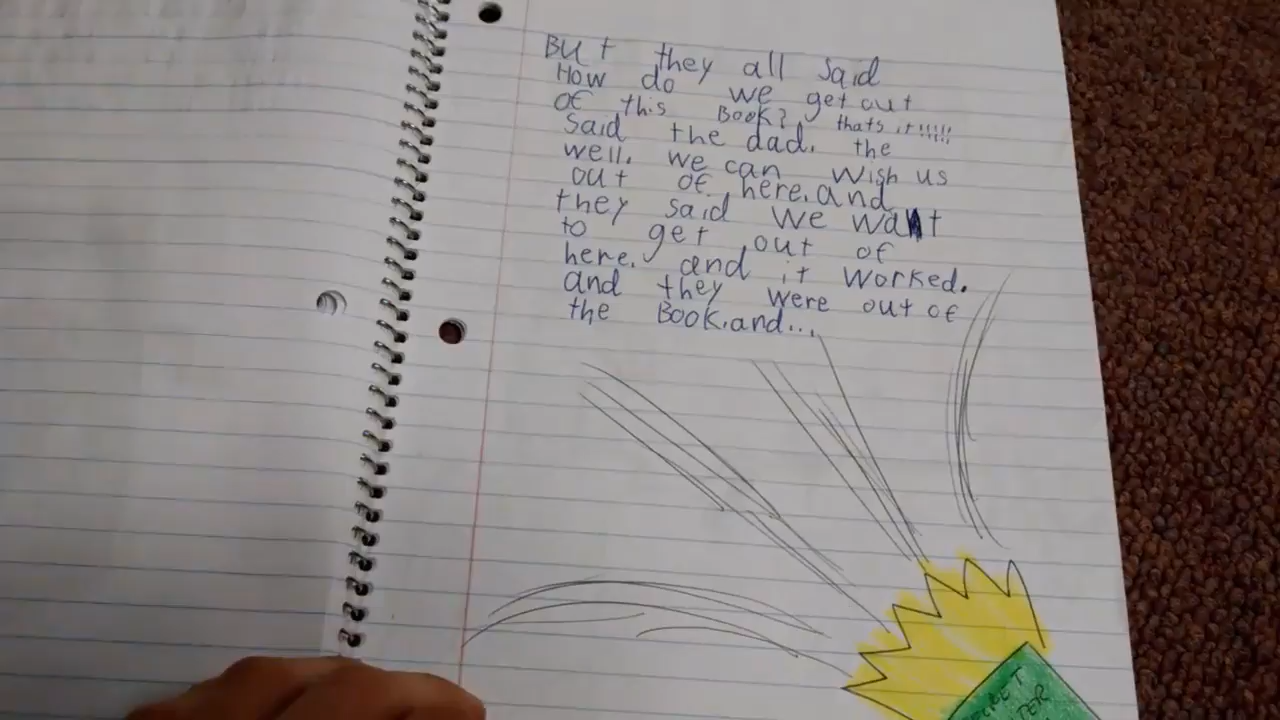 BUt they all said
How do we get out
OF this Book?, thats it!!!!!
Said the dad. the
well. we can wish us
out OF here.and
they said we waNt
to get out of
here. and it worked.
and they were out of
the Book.and...